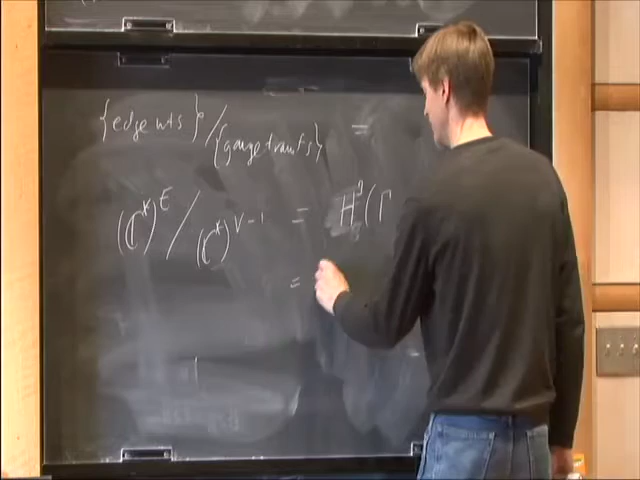 {edge wts} / {gauge transf's} =
(ℂ*)^E / (ℂ*)^{V-1} = H^1(Γ
=